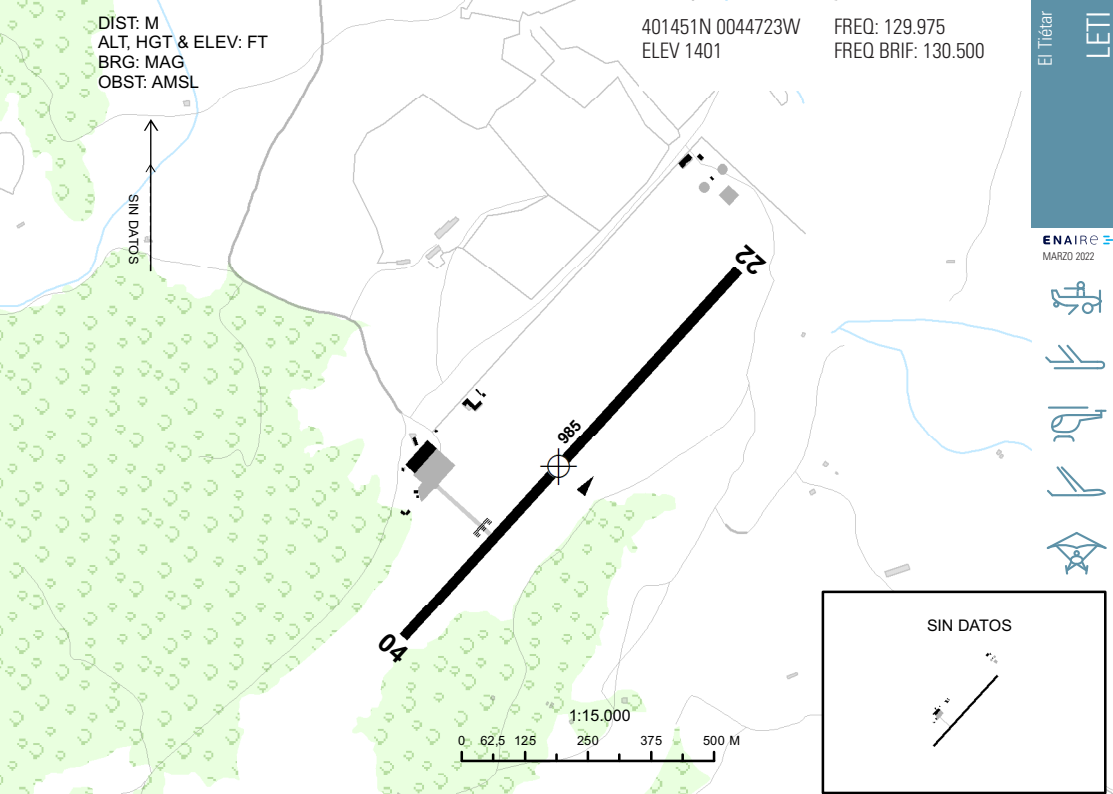 DIST: M
ALT, HGT & ELEV: FT
BRG: MAG
OBST: AMSL
401451N 0044723W
ELEV 1401
FREQ: 129.975
FREQ BRIF: 130.500
El Tiétar
LETI
ENAIRe
MARZO 2022
SIN DATOS
22
985
04
1:15.000
0 62,5 125 250 375 500 M
SIN DATOS